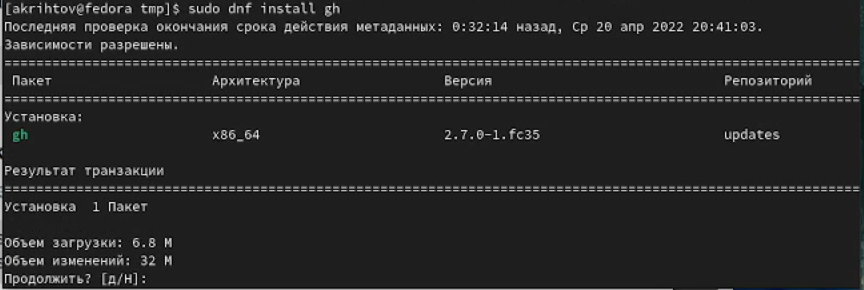 [akrihtov@fedora tmp]$ sudo dnf install gh
Последняя проверка окончания срока действия метаданных: 0:32:14 назад, Ср 20 апр 2022 20:41:03.
Зависимости разрешены.
================================================================================
Пакет Архитектура Версия Репозиторий
================================================================================
Установка:
gh x86_64 2.7.0-1.fc35 updates
Результат транзакции
================================================================================
Установка 1 Пакет
Объем загрузки: 6.8 M
Объем изменений: 32 M
Продолжить? [д/Н]: